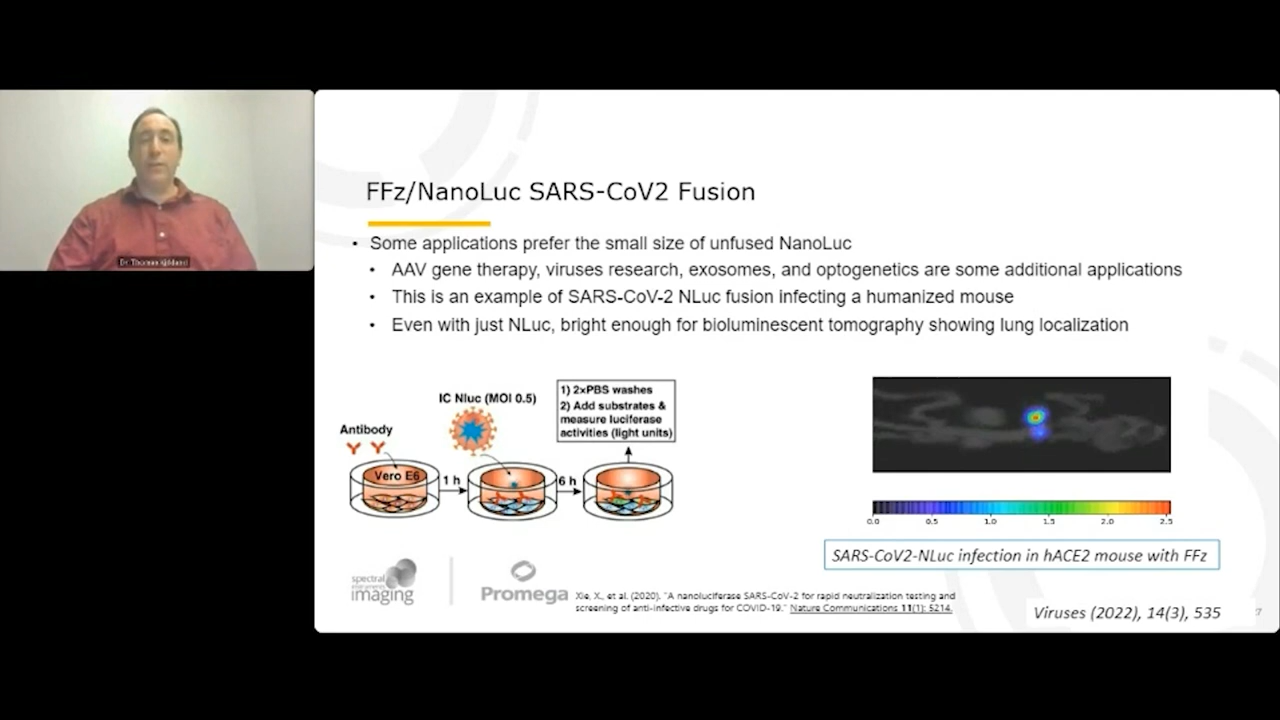 FFz/NanoLuc SARS-CoV2 Fusion
• Some applications prefer the small size of unfused NanoLuc
• AAV gene therapy, viruses research, exosomes, and optogenetics are some additional applications
• This is an example of SARS-CoV-2 NLuc fusion infecting a humanized mouse
• Even with just NLuc, bright enough for bioluminescent tomography showing lung localization
Antibody
Vero E6
1 h
IC Nluc (MOI 0.5)
6 h
1) 2xPBS washes
2) Add substrates &
measure luciferase
activities (light units)
0.0 0.5 1.0 1.5 2.0 2.5
SARS-CoV2-NLuc infection in hACE2 mouse with FFz
spectral
instruments
imaging
Promega
Xie, X., et al. (2020). "A nanoluciferase SARS-CoV-2 for rapid neutralization testing and
screening of anti-infective drugs for COVID-19." Nature Communications 11(1): 5214.
Viruses (2022), 14(3), 535
Dr. Thomas